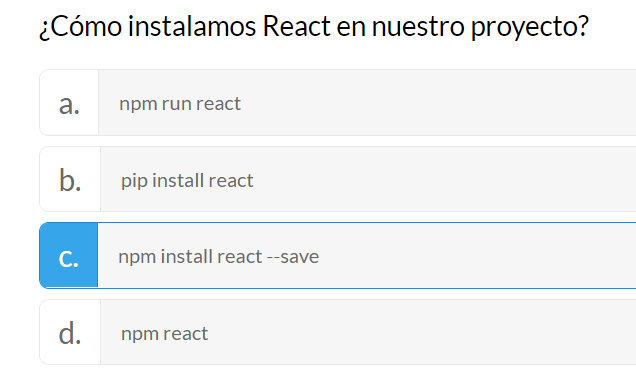 ¿Cómo instalamos React en nuestro proyecto?
a. npm run react
b. pip install react
c. npm install react --save
d. npm react